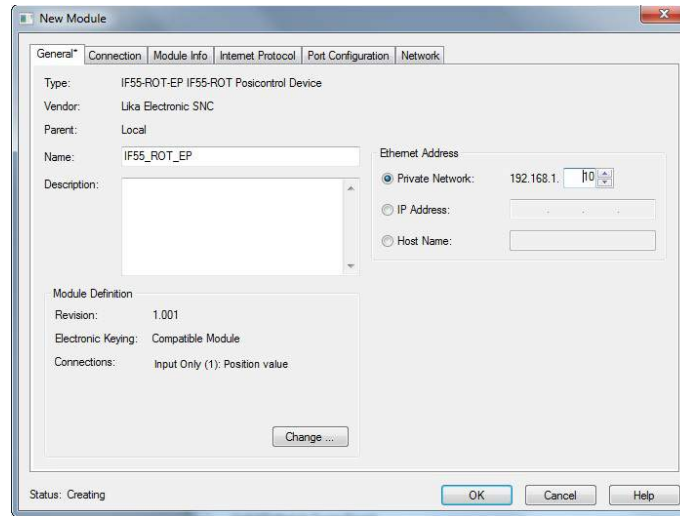 New Module
General* Connection Module Info Internet Protocol Port Configuration Network
Type: IF55-ROT-EP IF55-ROT Posicontrol Device
Vendor: Lika Electronic SNC
Parent: Local
Name: IF55_ROT_EP
Description:
Ethernet Address
Private Network: 192.168.1. 10
IP Address: . . .
Host Name:
Module Definition
Revision: 1.001
Electronic Keying: Compatible Module
Connections: Input Only (1): Position value
Change ...
Status: Creating
OK Cancel Help